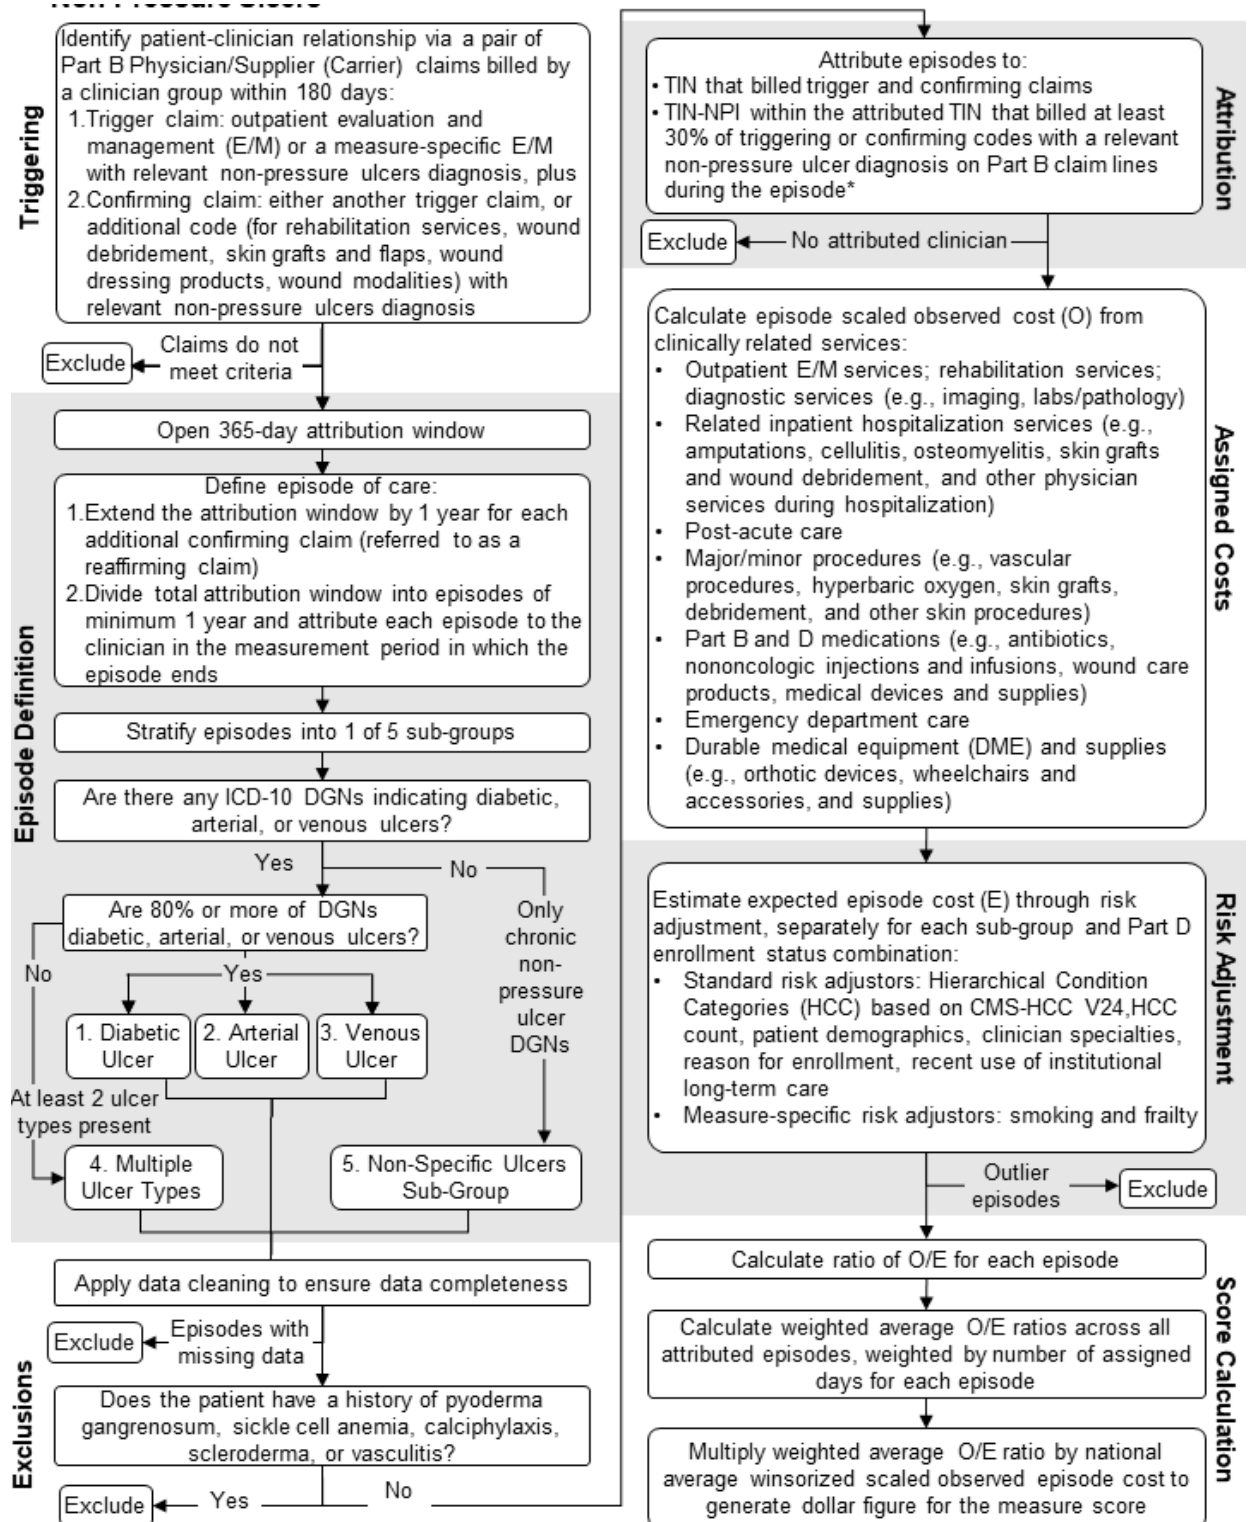 Non-Pressure Ulcers
Triggering
Identify patient-clinician relationship via a pair of
Part B Physician/Supplier (Carrier) claims billed by
a clinician group within 180 days:
1.Trigger claim: outpatient evaluation and
management (E/M) or a measure-specific E/M
with relevant non-pressure ulcers diagnosis, plus
2.Confirming claim: either another trigger claim, or
additional code (for rehabilitation services, wound
debridement, skin grafts and flaps, wound
dressing products, wound modalities) with
relevant non-pressure ulcers diagnosis
Exclude
Claims do not
meet criteria
Episode Definition
Open 365-day attribution window
Define episode of care:
1.Extend the attribution window by 1 year for each
additional confirming claim (referred to as a
reaffirming claim)
2.Divide total attribution window into episodes of
minimum 1 year and attribute each episode to the
clinician in the measurement period in which the
episode ends
Stratify episodes into 1 of 5 sub-groups
Are there any ICD-10 DGNs indicating diabetic,
arterial, or venous ulcers?
Yes
No
Are 80% or more of DGNs
diabetic, arterial, or venous ulcers?
Only
chronic
non-
pressure
ulcer
DGNs
No
Yes
1. Diabetic
Ulcer
2. Arterial
Ulcer
3. Venous
Ulcer
At least 2 ulcer
types present
4. Multiple
Ulcer Types
5. Non-Specific Ulcers
Sub-Group
Exclusions
Apply data cleaning to ensure data completeness
Exclude
Episodes with
missing data
Does the patient have a history of pyoderma
gangrenosum, sickle cell anemia, calciphylaxis,
scleroderma, or vasculitis?
Exclude
Yes
No
Attribution
Attribute episodes to:
• TIN that billed trigger and confirming claims
• TIN-NPI within the attributed TIN that billed at least
30% of triggering or confirming codes with a relevant
non-pressure ulcer diagnosis on Part B claim lines
during the episode*
Exclude
No attributed clinician
Assigned Costs
Calculate episode scaled observed cost (O) from
clinically related services:
• Outpatient E/M services; rehabilitation services;
diagnostic services (e.g., imaging, labs/pathology)
• Related inpatient hospitalization services (e.g.,
amputations, cellulitis, osteomyelitis, skin grafts
and wound debridement, and other physician
services during hospitalization)
• Post-acute care
• Major/minor procedures (e.g., vascular
procedures, hyperbaric oxygen, skin grafts,
debridement, and other skin procedures)
• Part B and D medications (e.g., antibiotics,
nononcologic injections and infusions, wound care
products, medical devices and supplies)
• Emergency department care
• Durable medical equipment (DME) and supplies
(e.g., orthotic devices, wheelchairs and
accessories, and supplies)
Risk Adjustment
Estimate expected episode cost (E) through risk
adjustment, separately for each sub-group and Part D
enrollment status combination:
• Standard risk adjustors: Hierarchical Condition
Categories (HCC) based on CMS-HCC V24,HCC
count, patient demographics, clinician specialties,
reason for enrollment, recent use of institutional
long-term care
• Measure-specific risk adjustors: smoking and frailty
Outlier
episodes
Exclude
Score Calculation
Calculate ratio of O/E for each episode
Calculate weighted average O/E ratios across all
attributed episodes, weighted by number of assigned
days for each episode
Multiply weighted average O/E ratio by national
average winsorized scaled observed episode cost to
generate dollar figure for the measure score